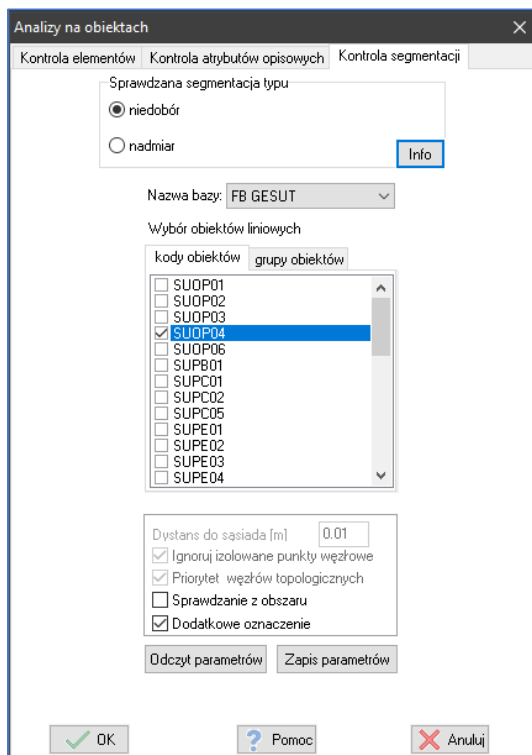 Analizy na obiektach
Kontrola elementów Kontrola atrybutów opisowych Kontrola segmentacji
Sprawdzana segmentacja typu
niedobór
nadmiar
Info
Nazwa bazy: FB GESUT
Wybór obiektów liniowych
kody obiektów grupy obiektów
SUOP01
SUOP02
SUOP03
SUOP04
SUOP06
SUPB01
SUPC01
SUPC02
SUPC05
SUPE01
SUPE02
SUPE03
SUPE04
Dystans do sąsiada [m] 0.01
Ignoruj izolowane punkty węzłowe
Priorytet węzłów topologicznych
Sprawdzanie z obszaru
Dodatkowe oznaczenie
Odczyt parametrów Zapis parametrów
OK Pomoc Anuluj